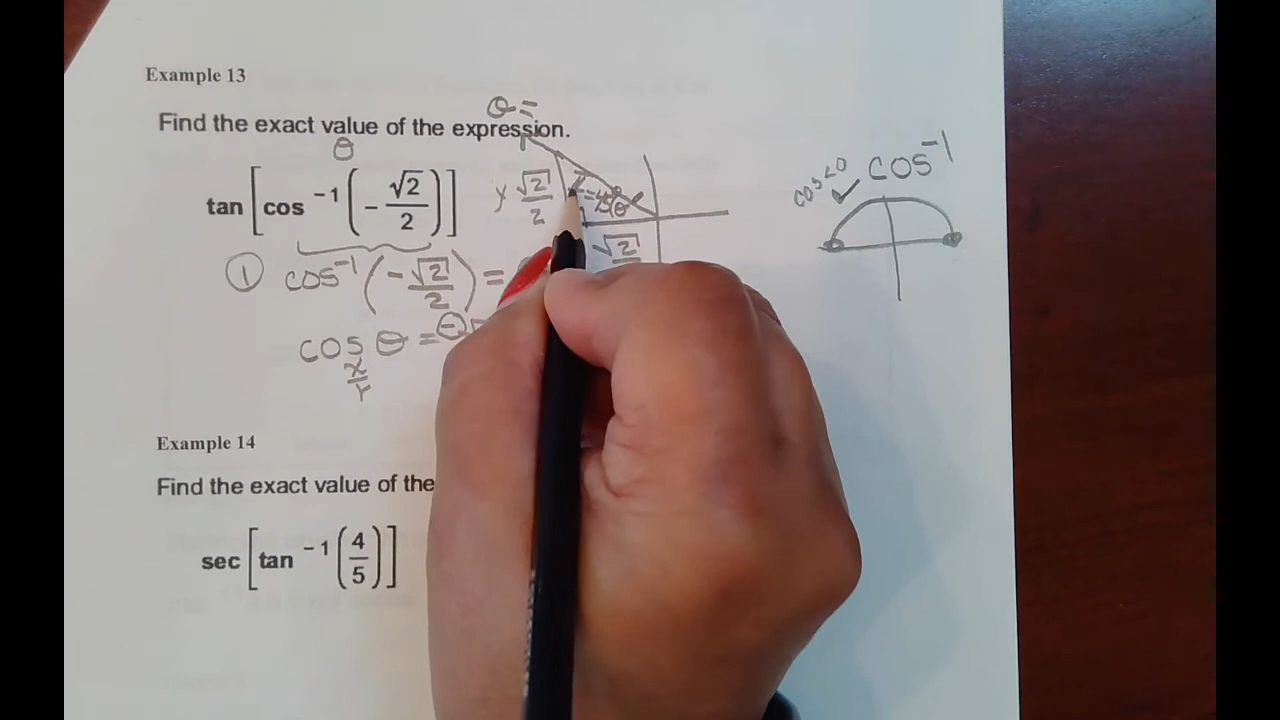 Example 13
θ =
Find the exact value of the expression.
θ
tan [cos ⁻¹ (− √2/2)]
y √2/2
=45° θ
√2
cos<0 ✓ cos⁻¹
① cos⁻¹ (− √2/2) =
cos θ = −
x/r
Example 14
Find the exact value of the
sec [tan ⁻¹ (4/5)]